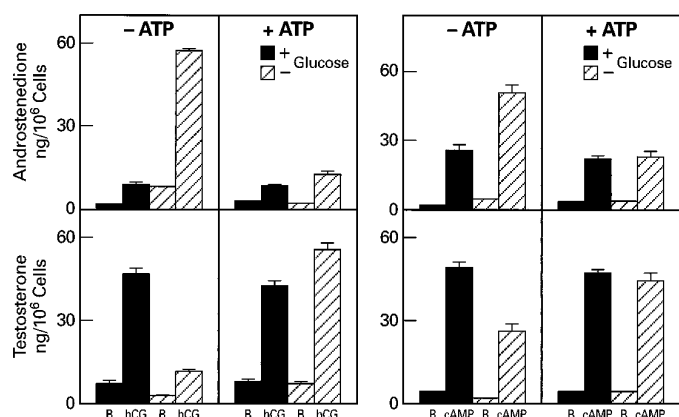 – ATP + ATP
60
+ Glucose
–
30
0
Androstenedione
ng/10⁶ Cells
– ATP + ATP
60
+ Glucose
–
30
0
60
30
0
Testosterone
ng/10⁶ Cells
B hCG B hCG B hCG B hCG
60
30
0
B cAMP B cAMP B cAMP B cAMP